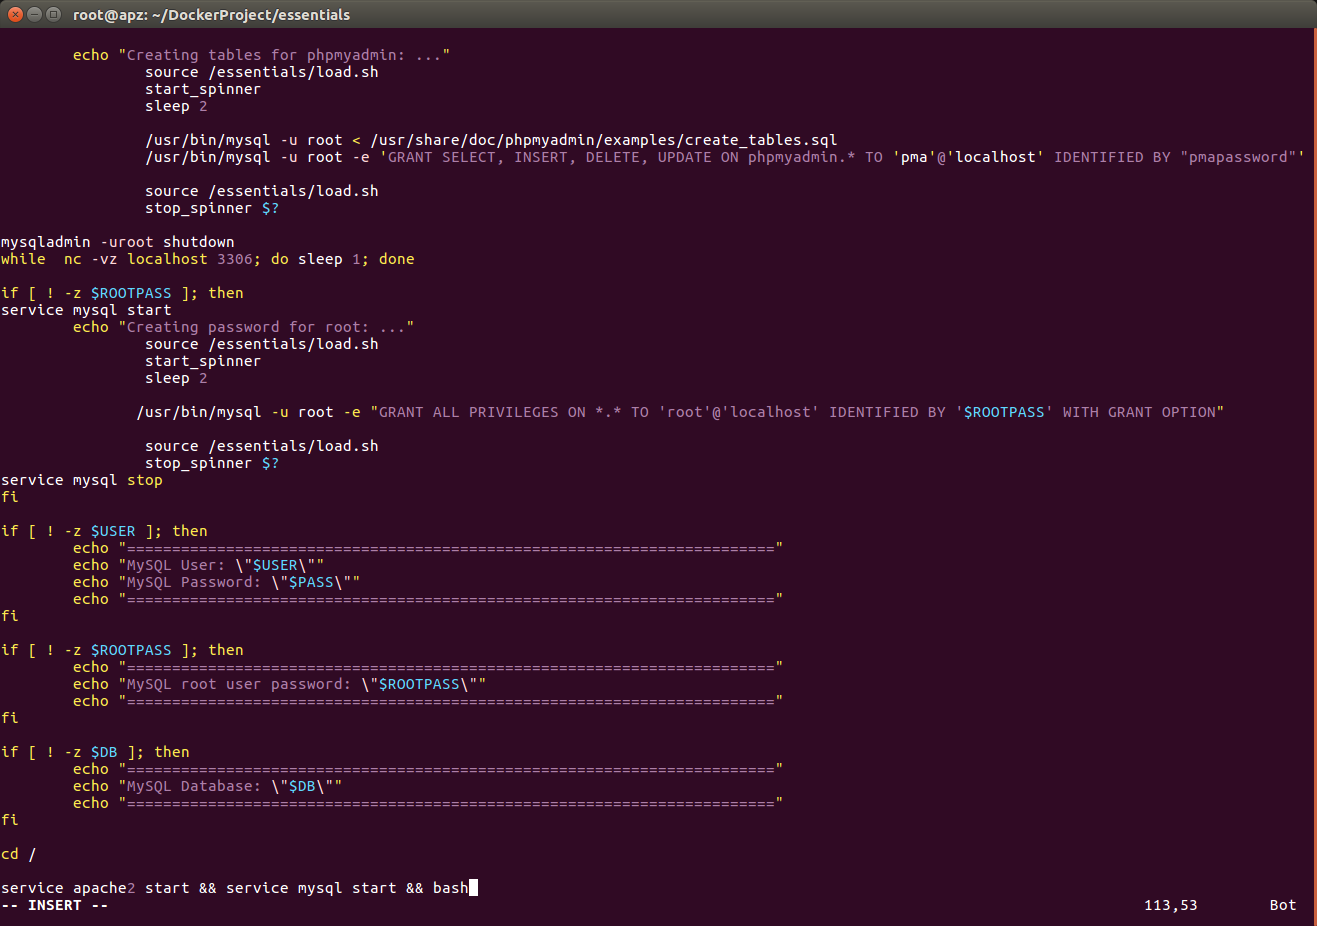 root@apz: ~/DockerProject/essentials
echo "Creating tables for phpmyadmin: ..."
source /essentials/load.sh
start_spinner
sleep 2
/usr/bin/mysql -u root < /usr/share/doc/phpmyadmin/examples/create_tables.sql
/usr/bin/mysql -u root -e 'GRANT SELECT, INSERT, DELETE, UPDATE ON phpmyadmin.* TO 'pma'@'localhost' IDENTIFIED BY "pmapassword"'
source /essentials/load.sh
stop_spinner $?
mysqladmin -uroot shutdown
while  nc -vz localhost 3306; do sleep 1; done
if [ ! -z $ROOTPASS ]; then
service mysql start
echo "Creating password for root: ..."
source /essentials/load.sh
start_spinner
sleep 2
/usr/bin/mysql -u root -e "GRANT ALL PRIVILEGES ON *.* TO 'root'@'localhost' IDENTIFIED BY '$ROOTPASS' WITH GRANT OPTION"
source /essentials/load.sh
stop_spinner $?
service mysql stop
fi
if [ ! -z $USER ]; then
echo "========================================================================"
echo "MySQL User: \"$USER\""
echo "MySQL Password: \"$PASS\""
echo "========================================================================"
fi
if [ ! -z $ROOTPASS ]; then
echo "========================================================================"
echo "MySQL root user password: \"$ROOTPASS\""
echo "========================================================================"
fi
if [ ! -z $DB ]; then
echo "========================================================================"
echo "MySQL Database: \"$DB\""
echo "========================================================================"
fi
cd /
service apache2 start && service mysql start && bash
-- INSERT -- 113,53 Bot